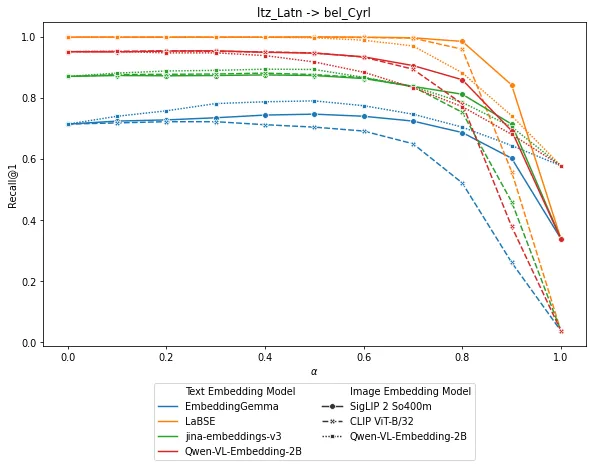 ltz_Latn -> bel_Cyrl
Recall@1
1.0
0.8
0.6
0.4
0.2
0.0
0.0 0.2 0.4 0.6 0.8 1.0
α
Text Embedding Model
EmbeddingGemma
LaBSE
jina-embeddings-v3
Qwen-VL-Embedding-2B
Image Embedding Model
SigLIP 2 So400m
CLIP ViT-B/32
Qwen-VL-Embedding-2B